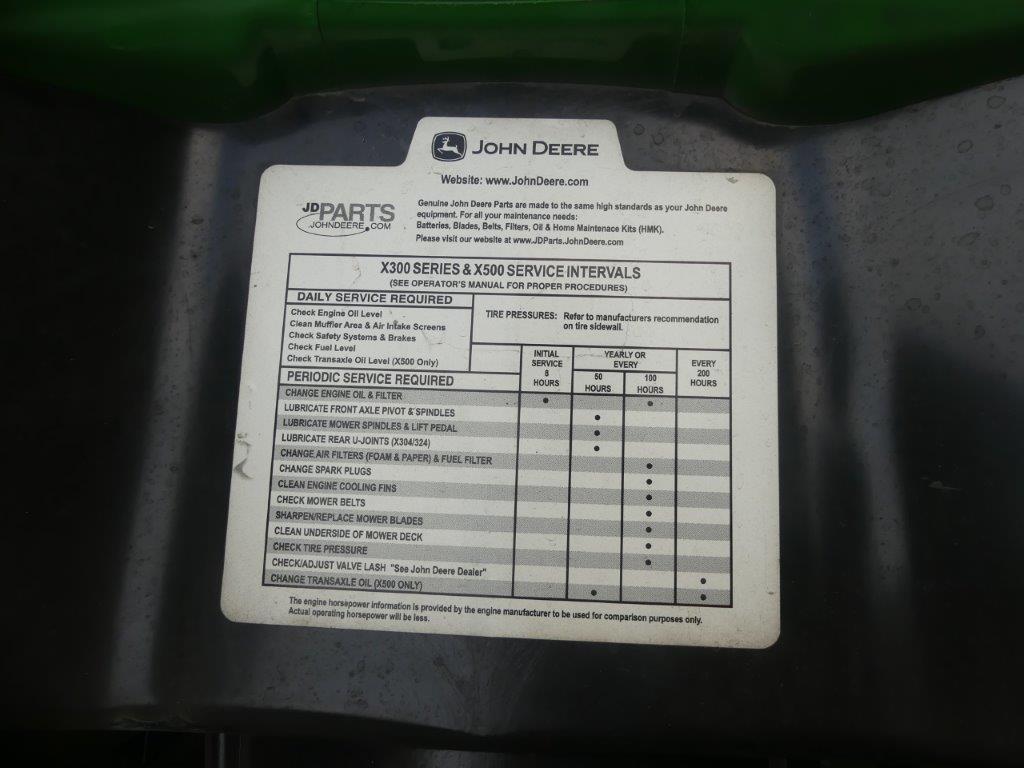 JOHN DEERE
Website: www.JohnDeere.com
JDPARTS
.JOHNDEERE.COM
Genuine John Deere Parts are made to the same high standards as your John Deere
equipment. For all your maintenance needs:
Batteries, Blades, Belts, Filters, Oil & Home Maintenace Kits (HMK).
Please visit our website at www.JDParts.JohnDeere.com
X300 SERIES & X500 SERVICE INTERVALS
(SEE OPERATOR'S MANUAL FOR PROPER PROCEDURES)
DAILY SERVICE REQUIRED
Check Engine Oil Level
Clean Muffler Area & Air Intake Screens
Check Safety Systems & Brakes
Check Fuel Level
Check Transaxle Oil Level (X500 Only)
TIRE PRESSURES: Refer to manufacturers recommendation
on tire sidewall.
PERIODIC SERVICE REQUIRED
INITIAL
SERVICE
8
HOURS
YEARLY OR
EVERY
50
HOURS
100
HOURS
EVERY
200
HOURS
CHANGE ENGINE OIL & FILTER
LUBRICATE FRONT AXLE PIVOT & SPINDLES
LUBRICATE MOWER SPINDLES & LIFT PEDAL
LUBRICATE REAR U-JOINTS (X304/324)
CHANGE AIR FILTERS (FOAM & PAPER) & FUEL FILTER
CHANGE SPARK PLUGS
CLEAN ENGINE COOLING FINS
CHECK MOWER BELTS
SHARPEN/REPLACE MOWER BLADES
CLEAN UNDERSIDE OF MOWER DECK
CHECK TIRE PRESSURE
CHECK/ADJUST VALVE LASH "See John Deere Dealer"
CHANGE TRANSAXLE OIL (X500 ONLY)
The engine horsepower information is provided by the engine manufacturer to be used for comparison purposes only.
Actual operating horsepower will be less.